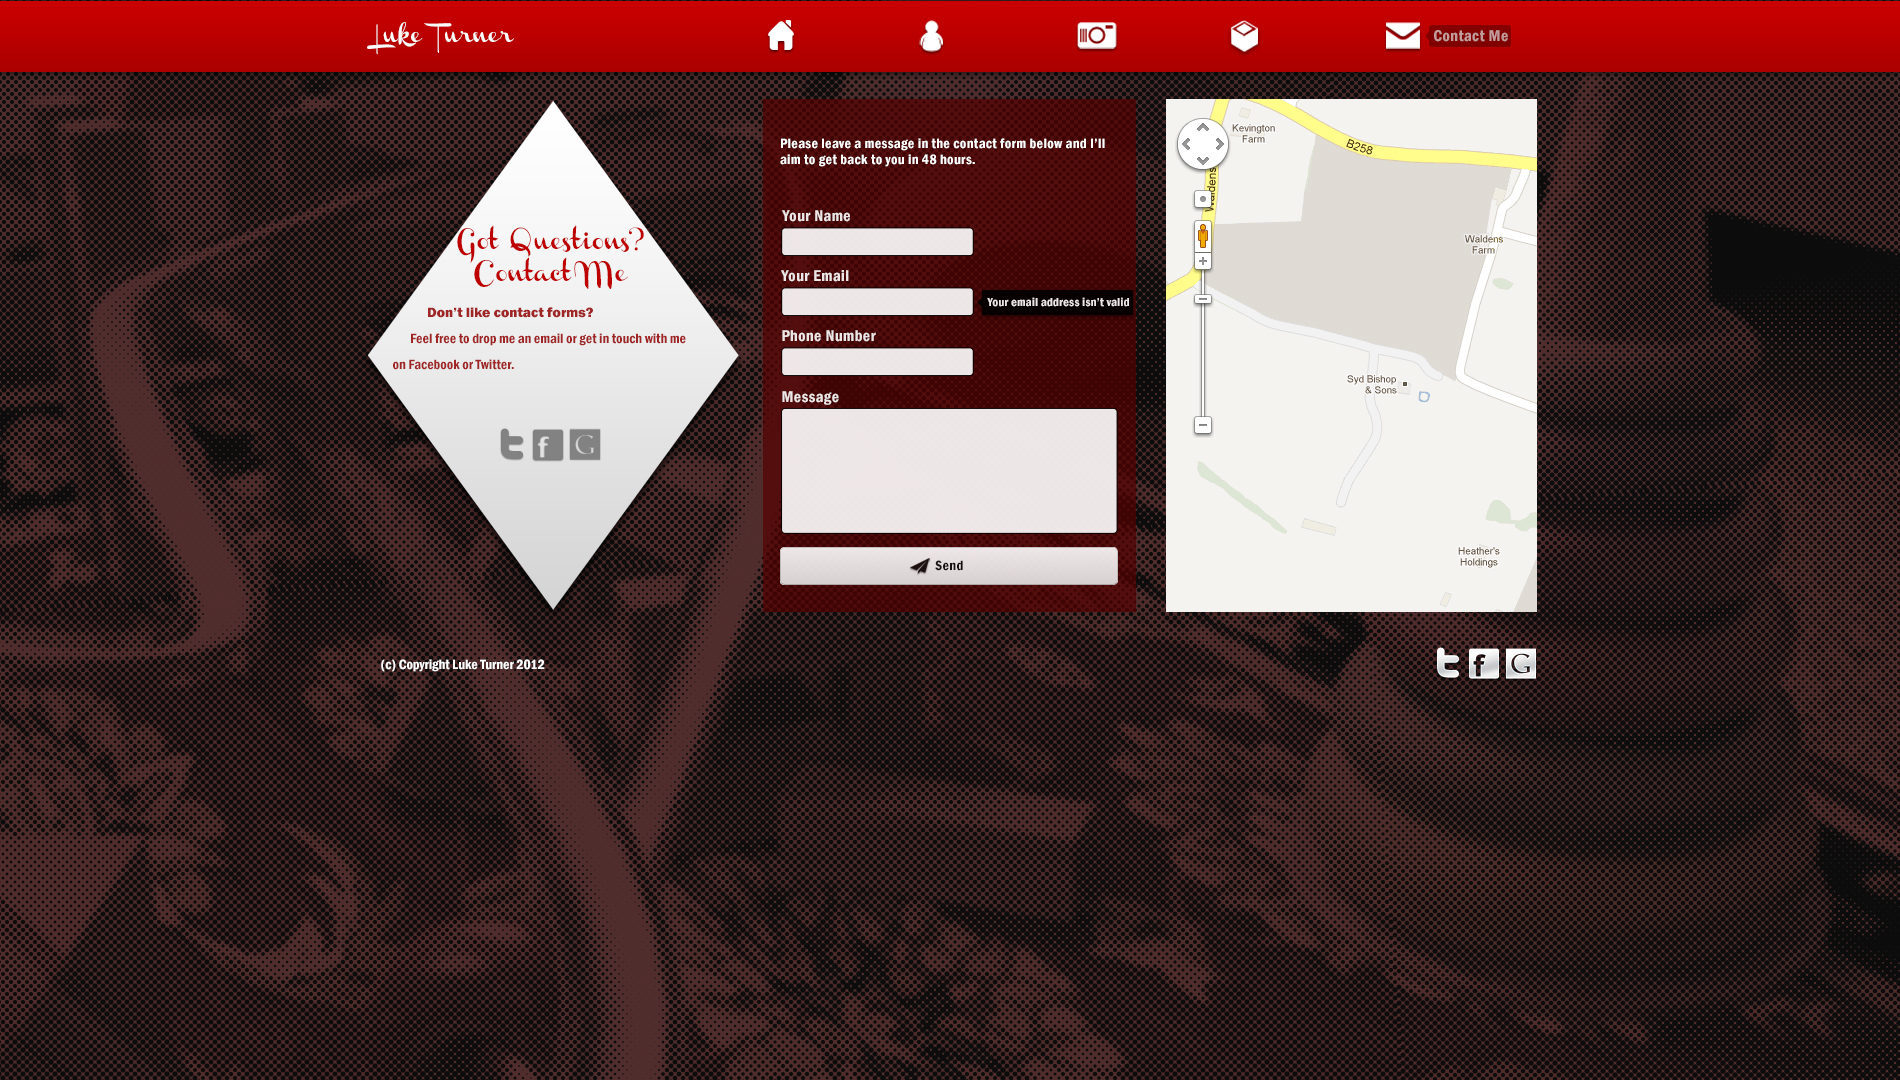 Luke Turner
Contact Me
Got Questions?
Contact Me
Don't like contact forms?
Feel free to drop me an email or get in touch with me
on Facebook or Twitter.
Please leave a message in the contact form below and I'll
aim to get back to you in 48 hours.
Your Name
Your Email
Your email address isn't valid
Phone Number
Message
Send
Kevington
Farm
B258
Waldens
Farm
Syd Bishop
& Sons
Heather's
Holdings
(c) Copyright Luke Turner 2012